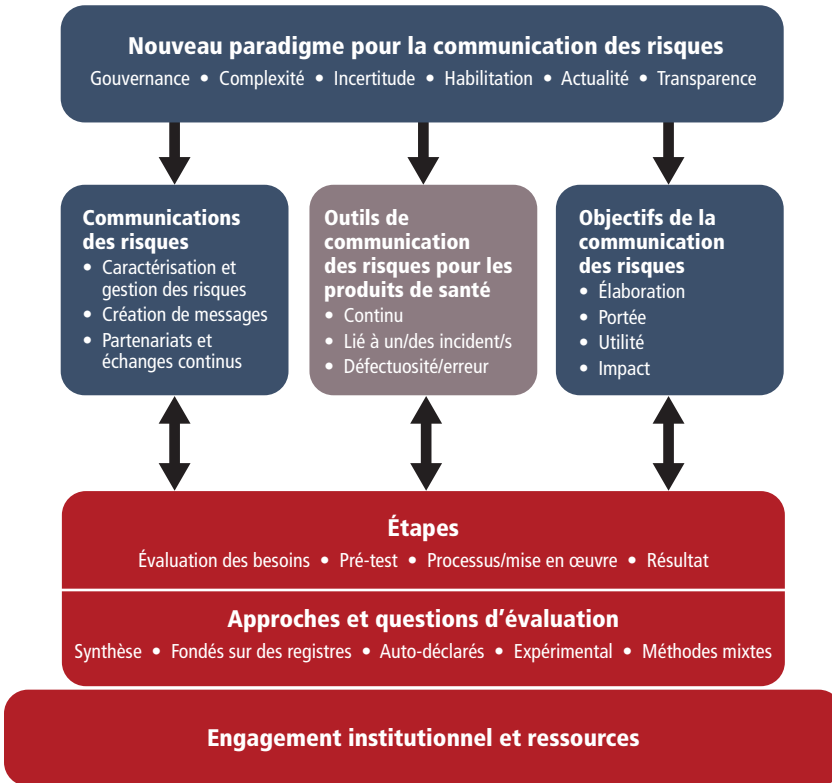 Nouveau paradigme pour la communication des risques
Gouvernance • Complexité • Incertitude • Habilitation • Actualité • Transparence
Communications
des risques
• Caractérisation et
gestion des risques
• Création de messages
• Partenariats et
échanges continus
Outils de
communication
des risques pour les
produits de santé
• Continu
• Lié à un/des incident/s
• Défectuosité/erreur
Objectifs de la
communication
des risques
• Élaboration
• Portée
• Utilité
• Impact
Étapes
Évaluation des besoins • Pré-test • Processus/mise en œuvre • Résultat
Approches et questions d’évaluation
Synthèse • Fondés sur des registres • Auto-déclarés • Expérimental • Méthodes mixtes
Engagement institutionnel et ressources